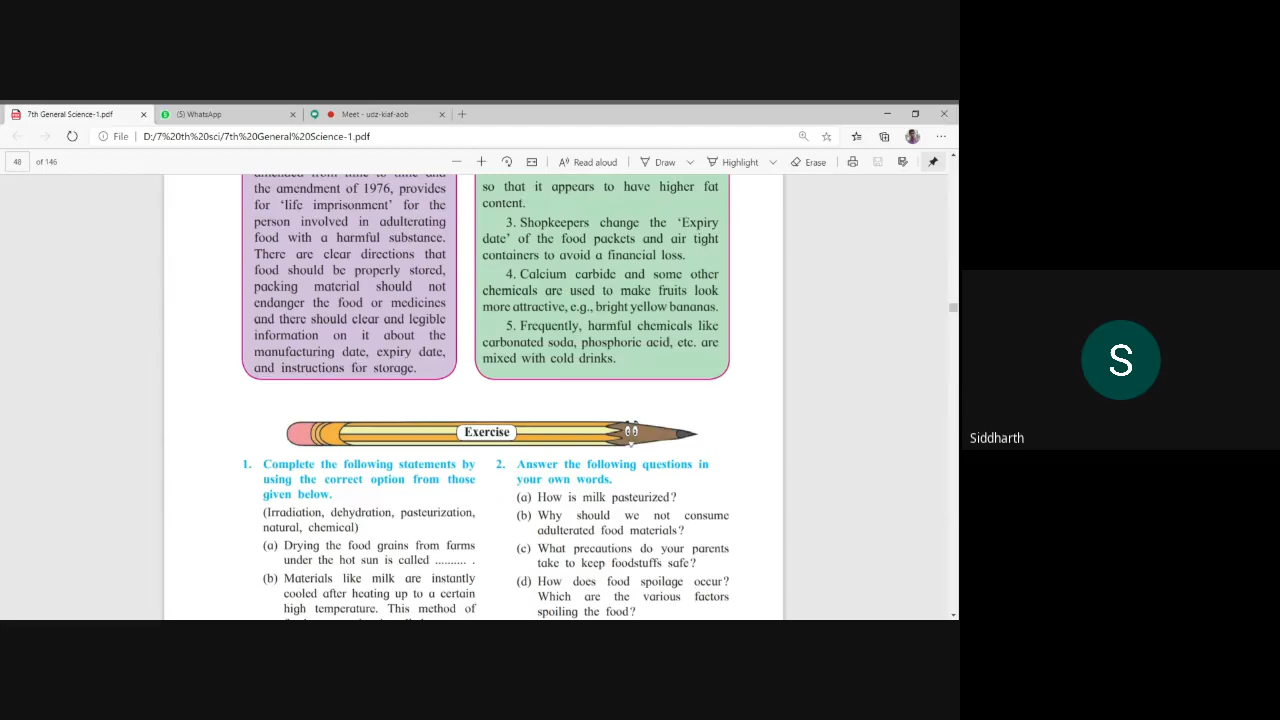 7th General Science-1.pdf
(5) WhatsApp
Meet - udz-kiaf-aob
File
D:/7%20th%20sci/7th%20General%20Science-1.pdf
48 of 146
Read aloud
Draw
Highlight
Erase
the amendment of 1976, provides
for ‘life imprisonment’ for the
person involved in adulterating
food with a harmful substance.
There are clear directions that
food should be properly stored,
packing material should not
endanger the food or medicines
and there should clear and legible
information on it about the
manufacturing date, expiry date,
and instructions for storage.
so that it appears to have higher fat
content.
3. Shopkeepers change the ‘Expiry
date’ of the food packets and air tight
containers to avoid a financial loss.
4. Calcium carbide and some other
chemicals are used to make fruits look
more attractive, e.g., bright yellow bananas.
5. Frequently, harmful chemicals like
carbonated soda, phosphoric acid, etc. are
mixed with cold drinks.
Exercise
1. Complete the following statements by
using the correct option from those
given below.
(Irradiation, dehydration, pasteurization,
natural, chemical)
(a) Drying the food grains from farms
under the hot sun is called .......... .
(b) Materials like milk are instantly
cooled after heating up to a certain
high temperature. This method of
2. Answer the following questions in
your own words.
(a) How is milk pasteurized?
(b) Why should we not consume
adulterated food materials?
(c) What precautions do your parents
take to keep foodstuffs safe?
(d) How does food spoilage occur?
Which are the various factors
spoiling the food?
S
Siddharth